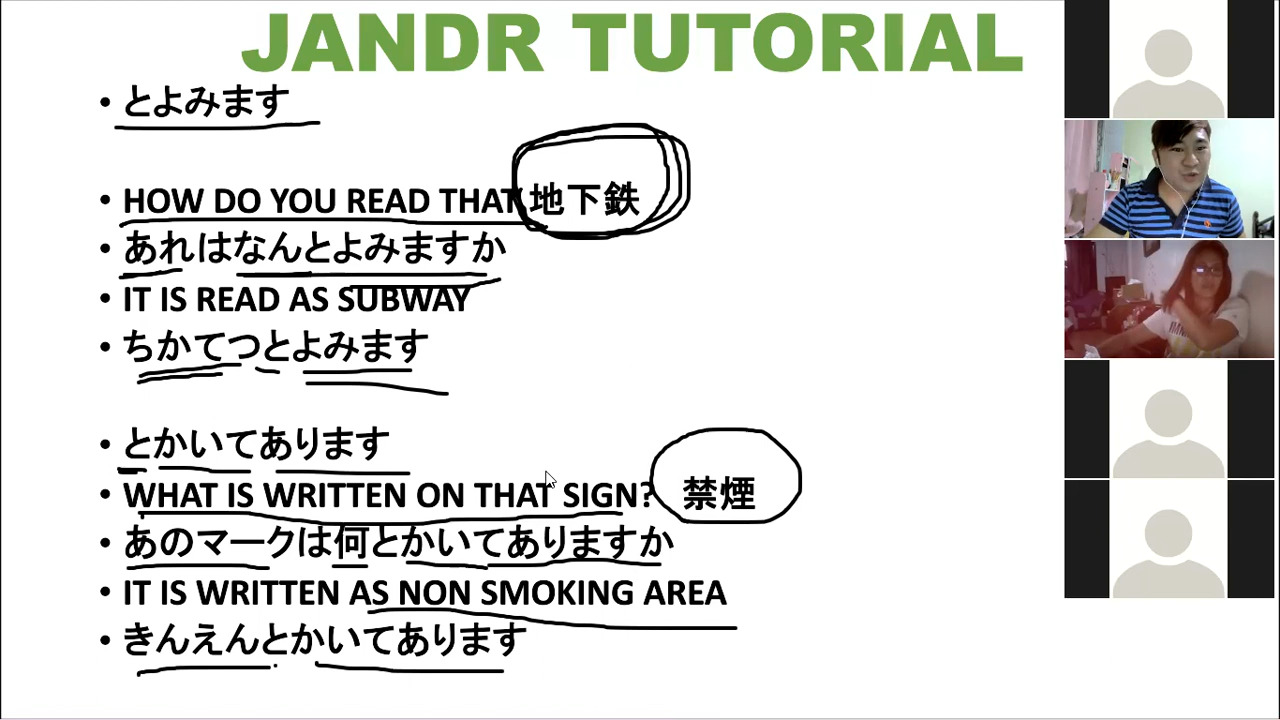 JANDR TUTORIAL
• とよみます
• HOW DO YOU READ THAT 地下鉄
• あれはなんとよみますか
• IT IS READ AS SUBWAY
• ちかてつとよみます
• とかいてあります
• WHAT IS WRITTEN ON THAT SIGN? 禁煙
• あのマークは何とかいてありますか
• IT IS WRITTEN AS NON SMOKING AREA
• きんえんとかいてあります